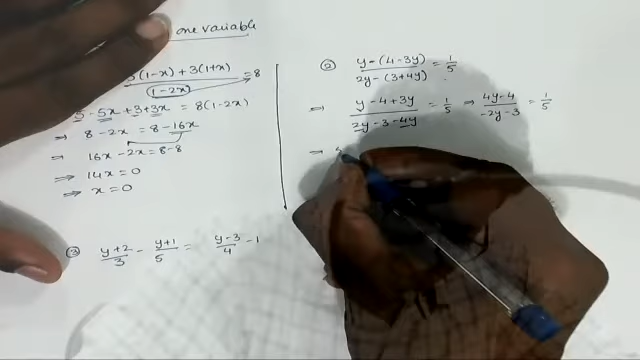 one variable
5(1-x) + 3(1+x) = 8
(1-2x)
5 - 5x + 3 + 3x = 8(1-2x)
⇒ 8 - 2x = 8 - 16x
⇒ 16x - 2x = 8 - 8
⇒ 14x = 0
⇒ x = 0
② y - (4 - 3y) = 1/5
2y - (3 + 4y)
⇒ y - 4 + 3y = 1/5 ⇒ 4y - 4 = 1/5
2y - 3 - 4y -2y - 3
⇒
③ y+2/3 - y+1/5 = y-3/4 - 1